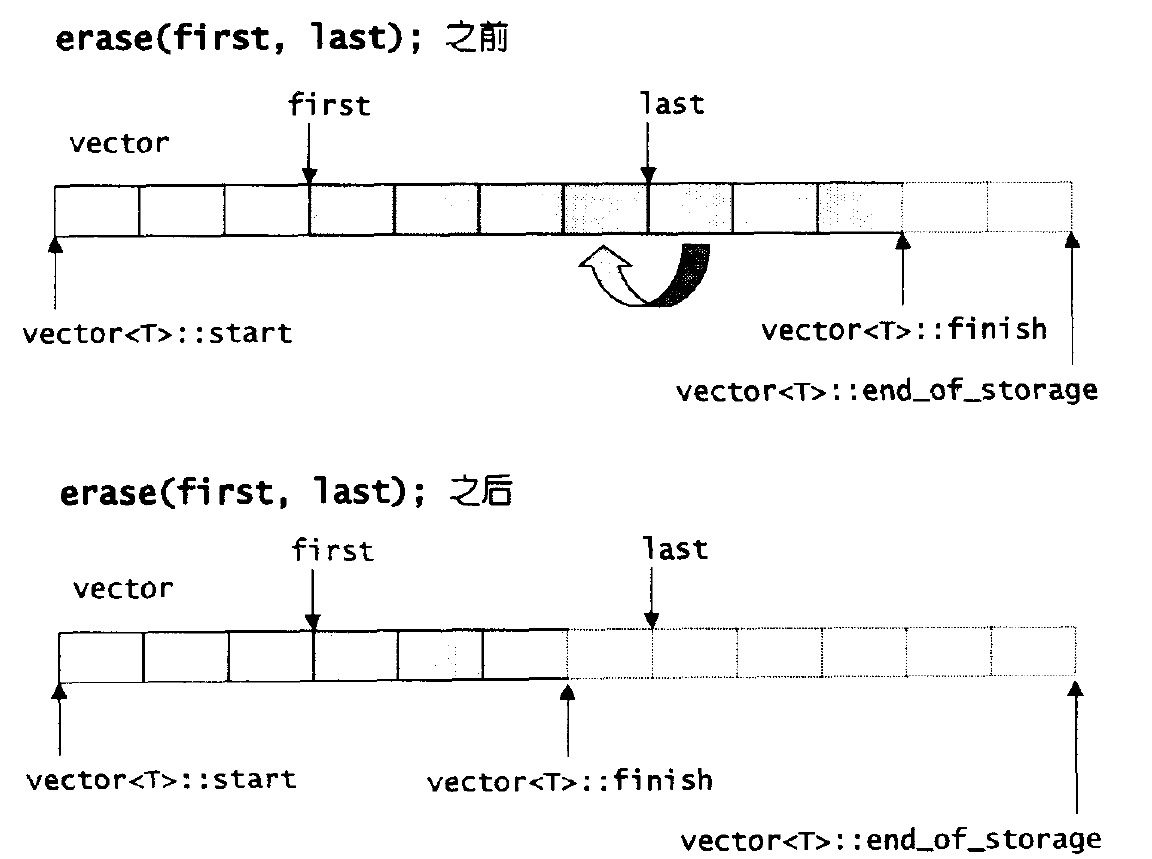 erase(first, last); 之前
first
last
vector
vector<T>::start
vector<T>::finish
vector<T>::end_of_storage
erase(first, last); 之后
first
last
vector
vector<T>::start
vector<T>::finish
vector<T>::end_of_storage